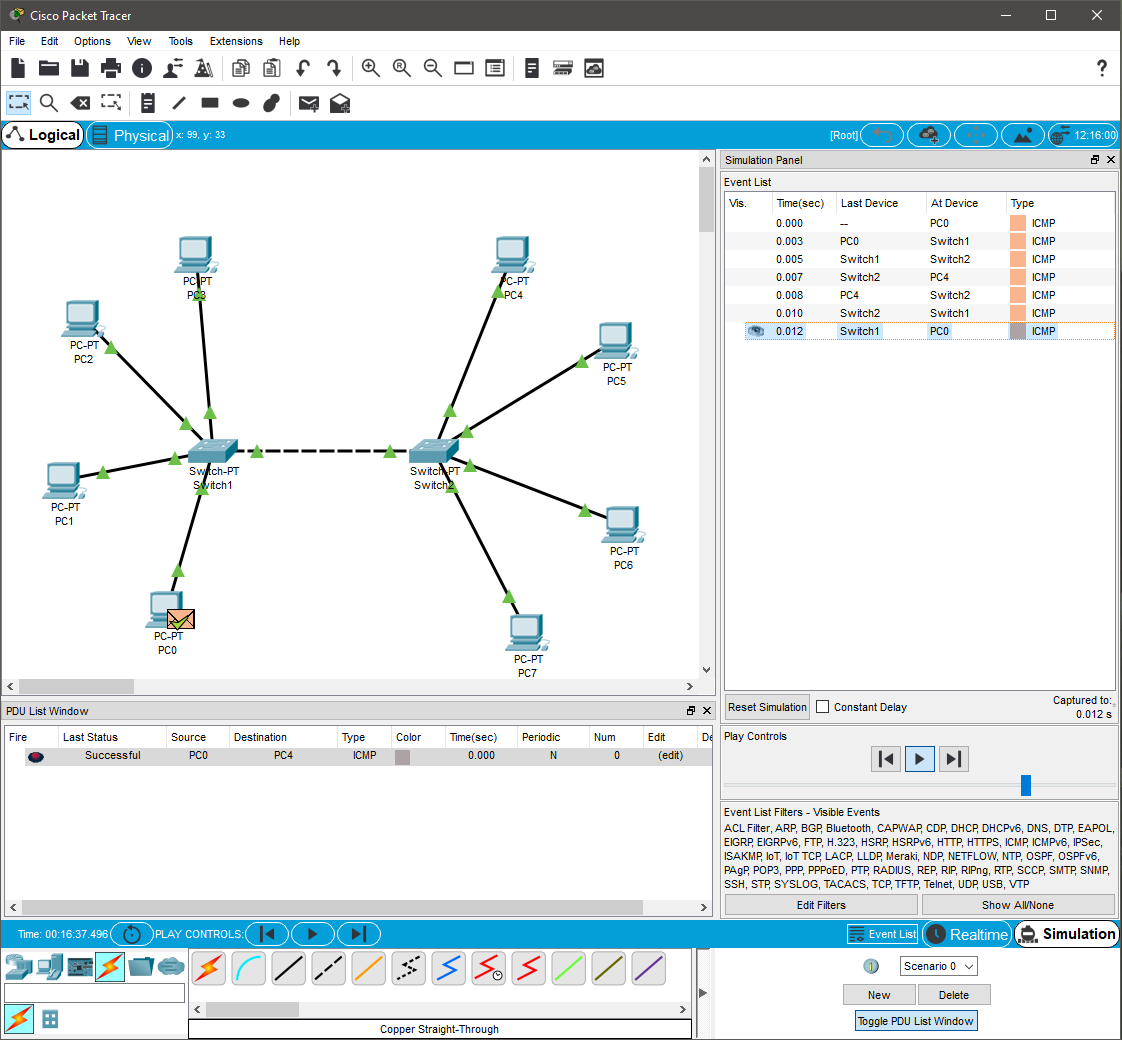 Cisco Packet Tracer
File Edit Options View Tools Extensions Help
Logical Physical x: 99, y: 33 [Root] 12:16:00
PC-PT
PC3
PC-PT
PC4
PC-PT
PC2
PC-PT
PC5
Switch-PT
Switch1
Switch-PT
Switch2
PC-PT
PC1
PC-PT
PC6
PC-PT
PC0
PC-PT
PC7
Simulation Panel
Event List
Vis. Time(sec) Last Device At Device Type
0.000 -- PC0 ICMP
0.003 PC0 Switch1 ICMP
0.005 Switch1 Switch2 ICMP
0.007 Switch2 PC4 ICMP
0.008 PC4 Switch2 ICMP
0.010 Switch2 Switch1 ICMP
0.012 Switch1 PC0 ICMP
Reset Simulation Constant Delay Captured to:
0.012 s
Play Controls
Event List Filters - Visible Events
ACL Filter, ARP, BGP, Bluetooth, CAPWAP, CDP, DHCP, DHCPv6, DNS, DTP, EAPOL,
EIGRP, EIGRPv6, FTP, H.323, HSRP, HSRPv6, HTTP, HTTPS, ICMP, ICMPv6, IPSec,
ISAKMP, IoT, IoT TCP, LACP, LLDP, Meraki, NDP, NETFLOW, NTP, OSPF, OSPFv6,
PAgP, POP3, PPP, PPPoED, PTP, RADIUS, REP, RIP, RIPng, RTP, SCCP, SMTP, SNMP,
SSH, STP, SYSLOG, TACACS, TCP, TFTP, Telnet, UDP, USB, VTP
Edit Filters Show All/None
PDU List Window
Fire Last Status Source Destination Type Color Time(sec) Periodic Num Edit De
Successful PC0 PC4 ICMP 0.000 N 0 (edit)
Time: 00:16:37.496 PLAY CONTROLS: Event List Realtime Simulation
Scenario 0
New Delete
Toggle PDU List Window
Copper Straight-Through